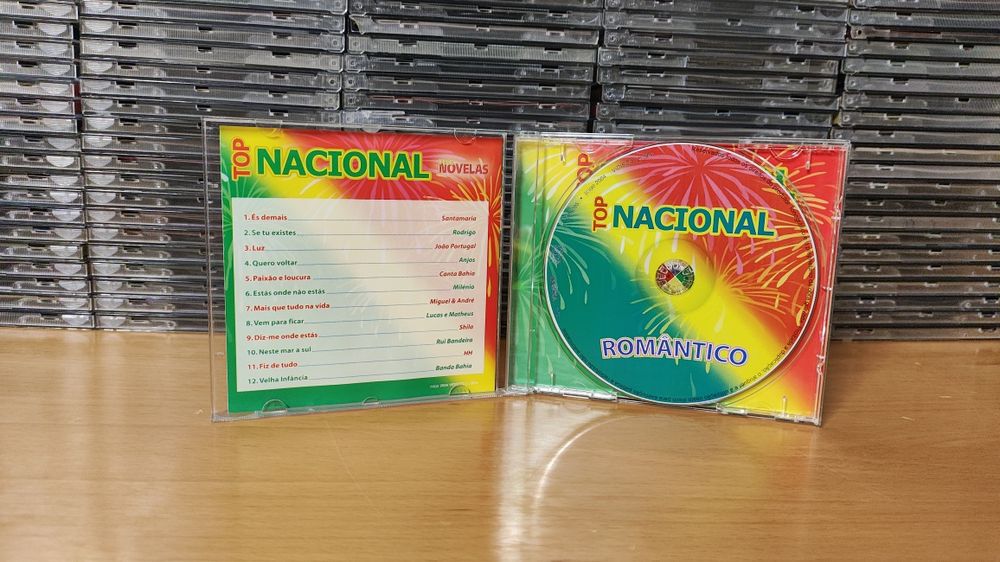 TOP NACIONAL NOVELAS
1. És demais Santamaria
2. Se tu existes Rodrigo
3. Luz João Portugal
4. Quero voltar Anjos
5. Paixão e loucura Canta Bahia
6. Estás onde não estás Milénio
7. Mais que tudo na vida Miguel & André
8. Vem para ficar Lucas e Matheus
9. Diz-me onde estás Shila
10. Neste mar a sul Rui Bandeira
11. Fiz de tudo HH
12. Velha Infância Banda Bahia
TOP NACIONAL
ROMÂNTICO